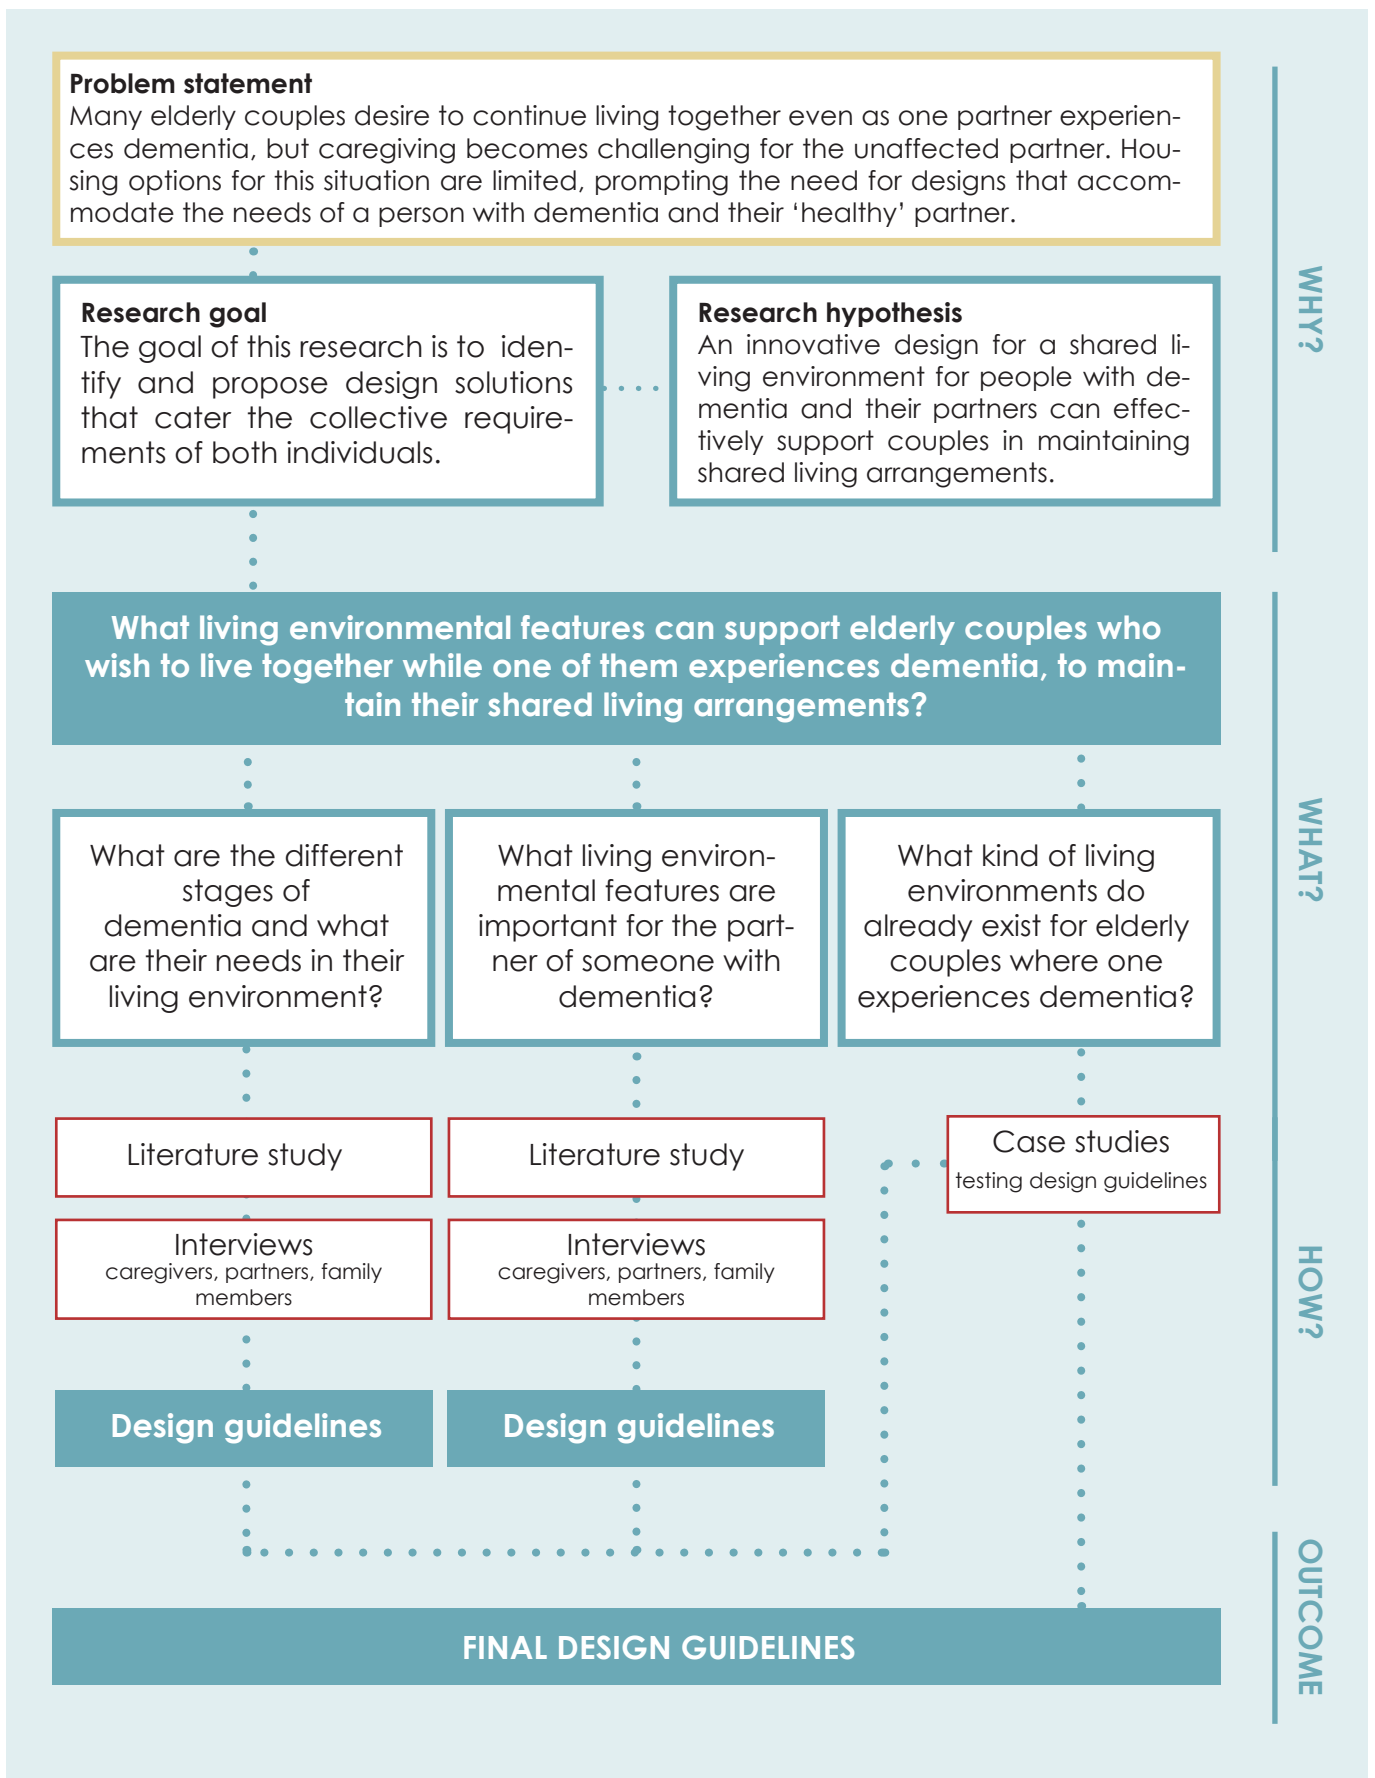 Problem statement
Many elderly couples desire to continue living together even as one partner experien-
ces dementia, but caregiving becomes challenging for the unaffected partner. Hou-
sing options for this situation are limited, prompting the need for designs that accom-
modate the needs of a person with dementia and their ‘healthy’ partner.
Research goal
The goal of this research is to iden-
tify and propose design solutions
that cater the collective require-
ments of both individuals.
Research hypothesis
An innovative design for a shared li-
ving environment for people with de-
mentia and their partners can effec-
tively support couples in maintaining
shared living arrangements.
WHY?
What living environmental features can support elderly couples who
wish to live together while one of them experiences dementia, to main-
tain their shared living arrangements?
What are the different
stages of
dementia and what
are their needs in their
living environment?
What living environ-
mental features are
important for the part-
ner of someone with
dementia?
What kind of living
environments do
already exist for elderly
couples where one
experiences dementia?
WHAT?
Literature study
Literature study
Case studies
testing design guidelines
Interviews
caregivers, partners, family
members
Interviews
caregivers, partners, family
members
HOW?
Design guidelines
Design guidelines
FINAL DESIGN GUIDELINES
OUTCOME